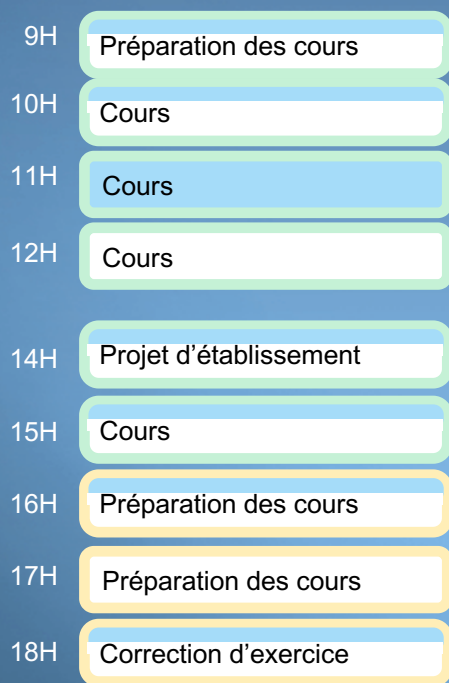 9H Préparation des cours
10H Cours
11H Cours
12H Cours
14H Projet d’établissement
15H Cours
16H Préparation des cours
17H Préparation des cours
18H Correction d’exercice